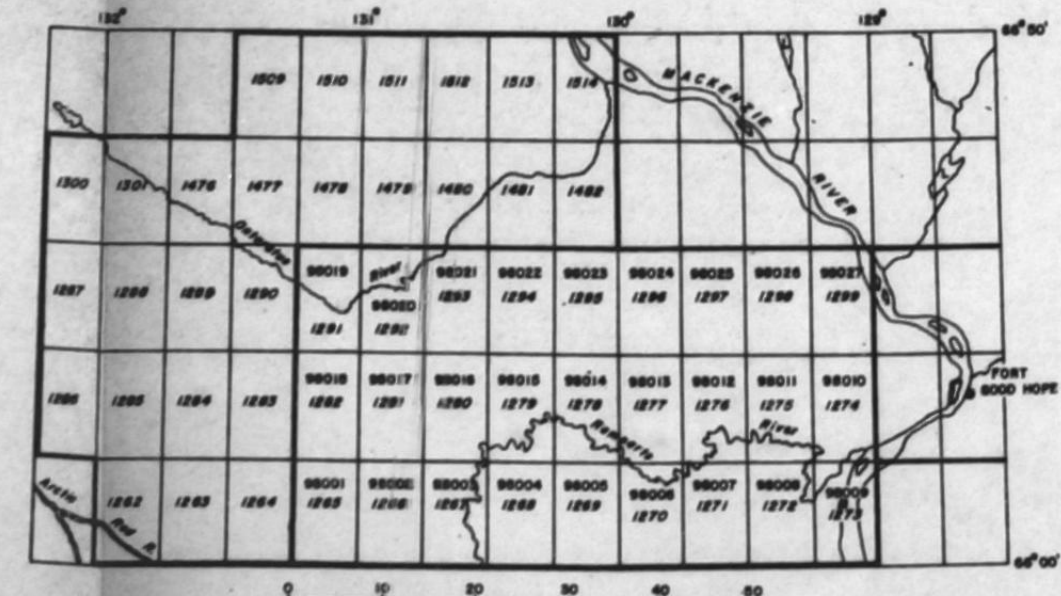 132° 131° 130° 129°
66° 50'
1509 1510 1511 1512 1513 1514
MACKENZIE
RIVER
1300 1301 1476 1477 1478 1479 1480 1481 1482
Ontaratue River
98019 98021 98022 98023 98024 98025 98026 98027
1287 1288 1289 1290 98020 1293 1294 1295 1296 1297 1298 1299
1291 1292
98018 98017 98016 98015 98014 98013 98012 98011 98010
1286 1285 1284 1283 1282 1281 1280 1279 1278 1277 1276 1275 1274
FORT
GOOD HOPE
Ramparts River
Arctic Red R.
98001 98002 98003 98004 98005 98006 98007 98008 98009
1262 1263 1264 1265 1266 1267 1268 1269 1270 1271 1272 1273
66° 00'
0 10 20 30 40 50